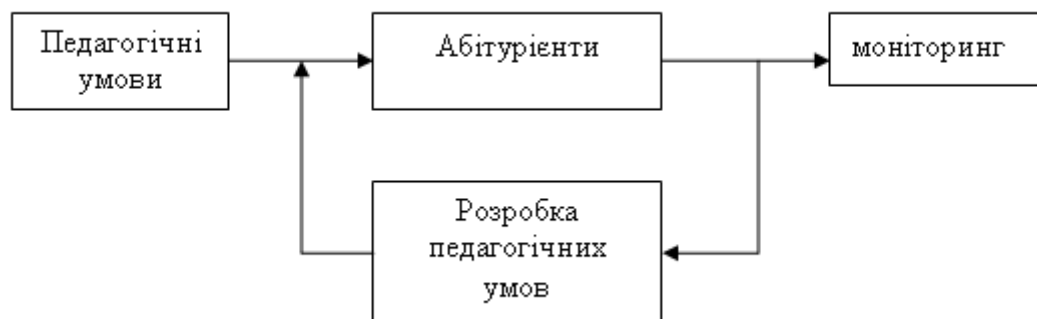 Педагогічні
умови
Абітурієнти
моніторинг
Розробка
педагогічних
умов